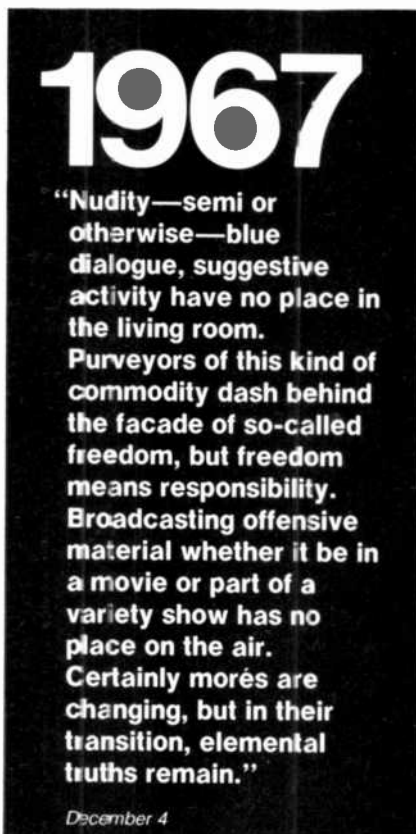 1967
“Nudity—semi or
otherwise—blue
dialogue, suggestive
activity have no place in
the living room.
Purveyors of this kind of
commodity dash behind
the facade of so-called
freedom, but freedom
means responsibility.
Broadcasting offensive
material whether it be in
a movie or part of a
variety show has no
place on the air.
Certainly morés are
changing, but in their
transition, elemental
truths remain.”
December 4